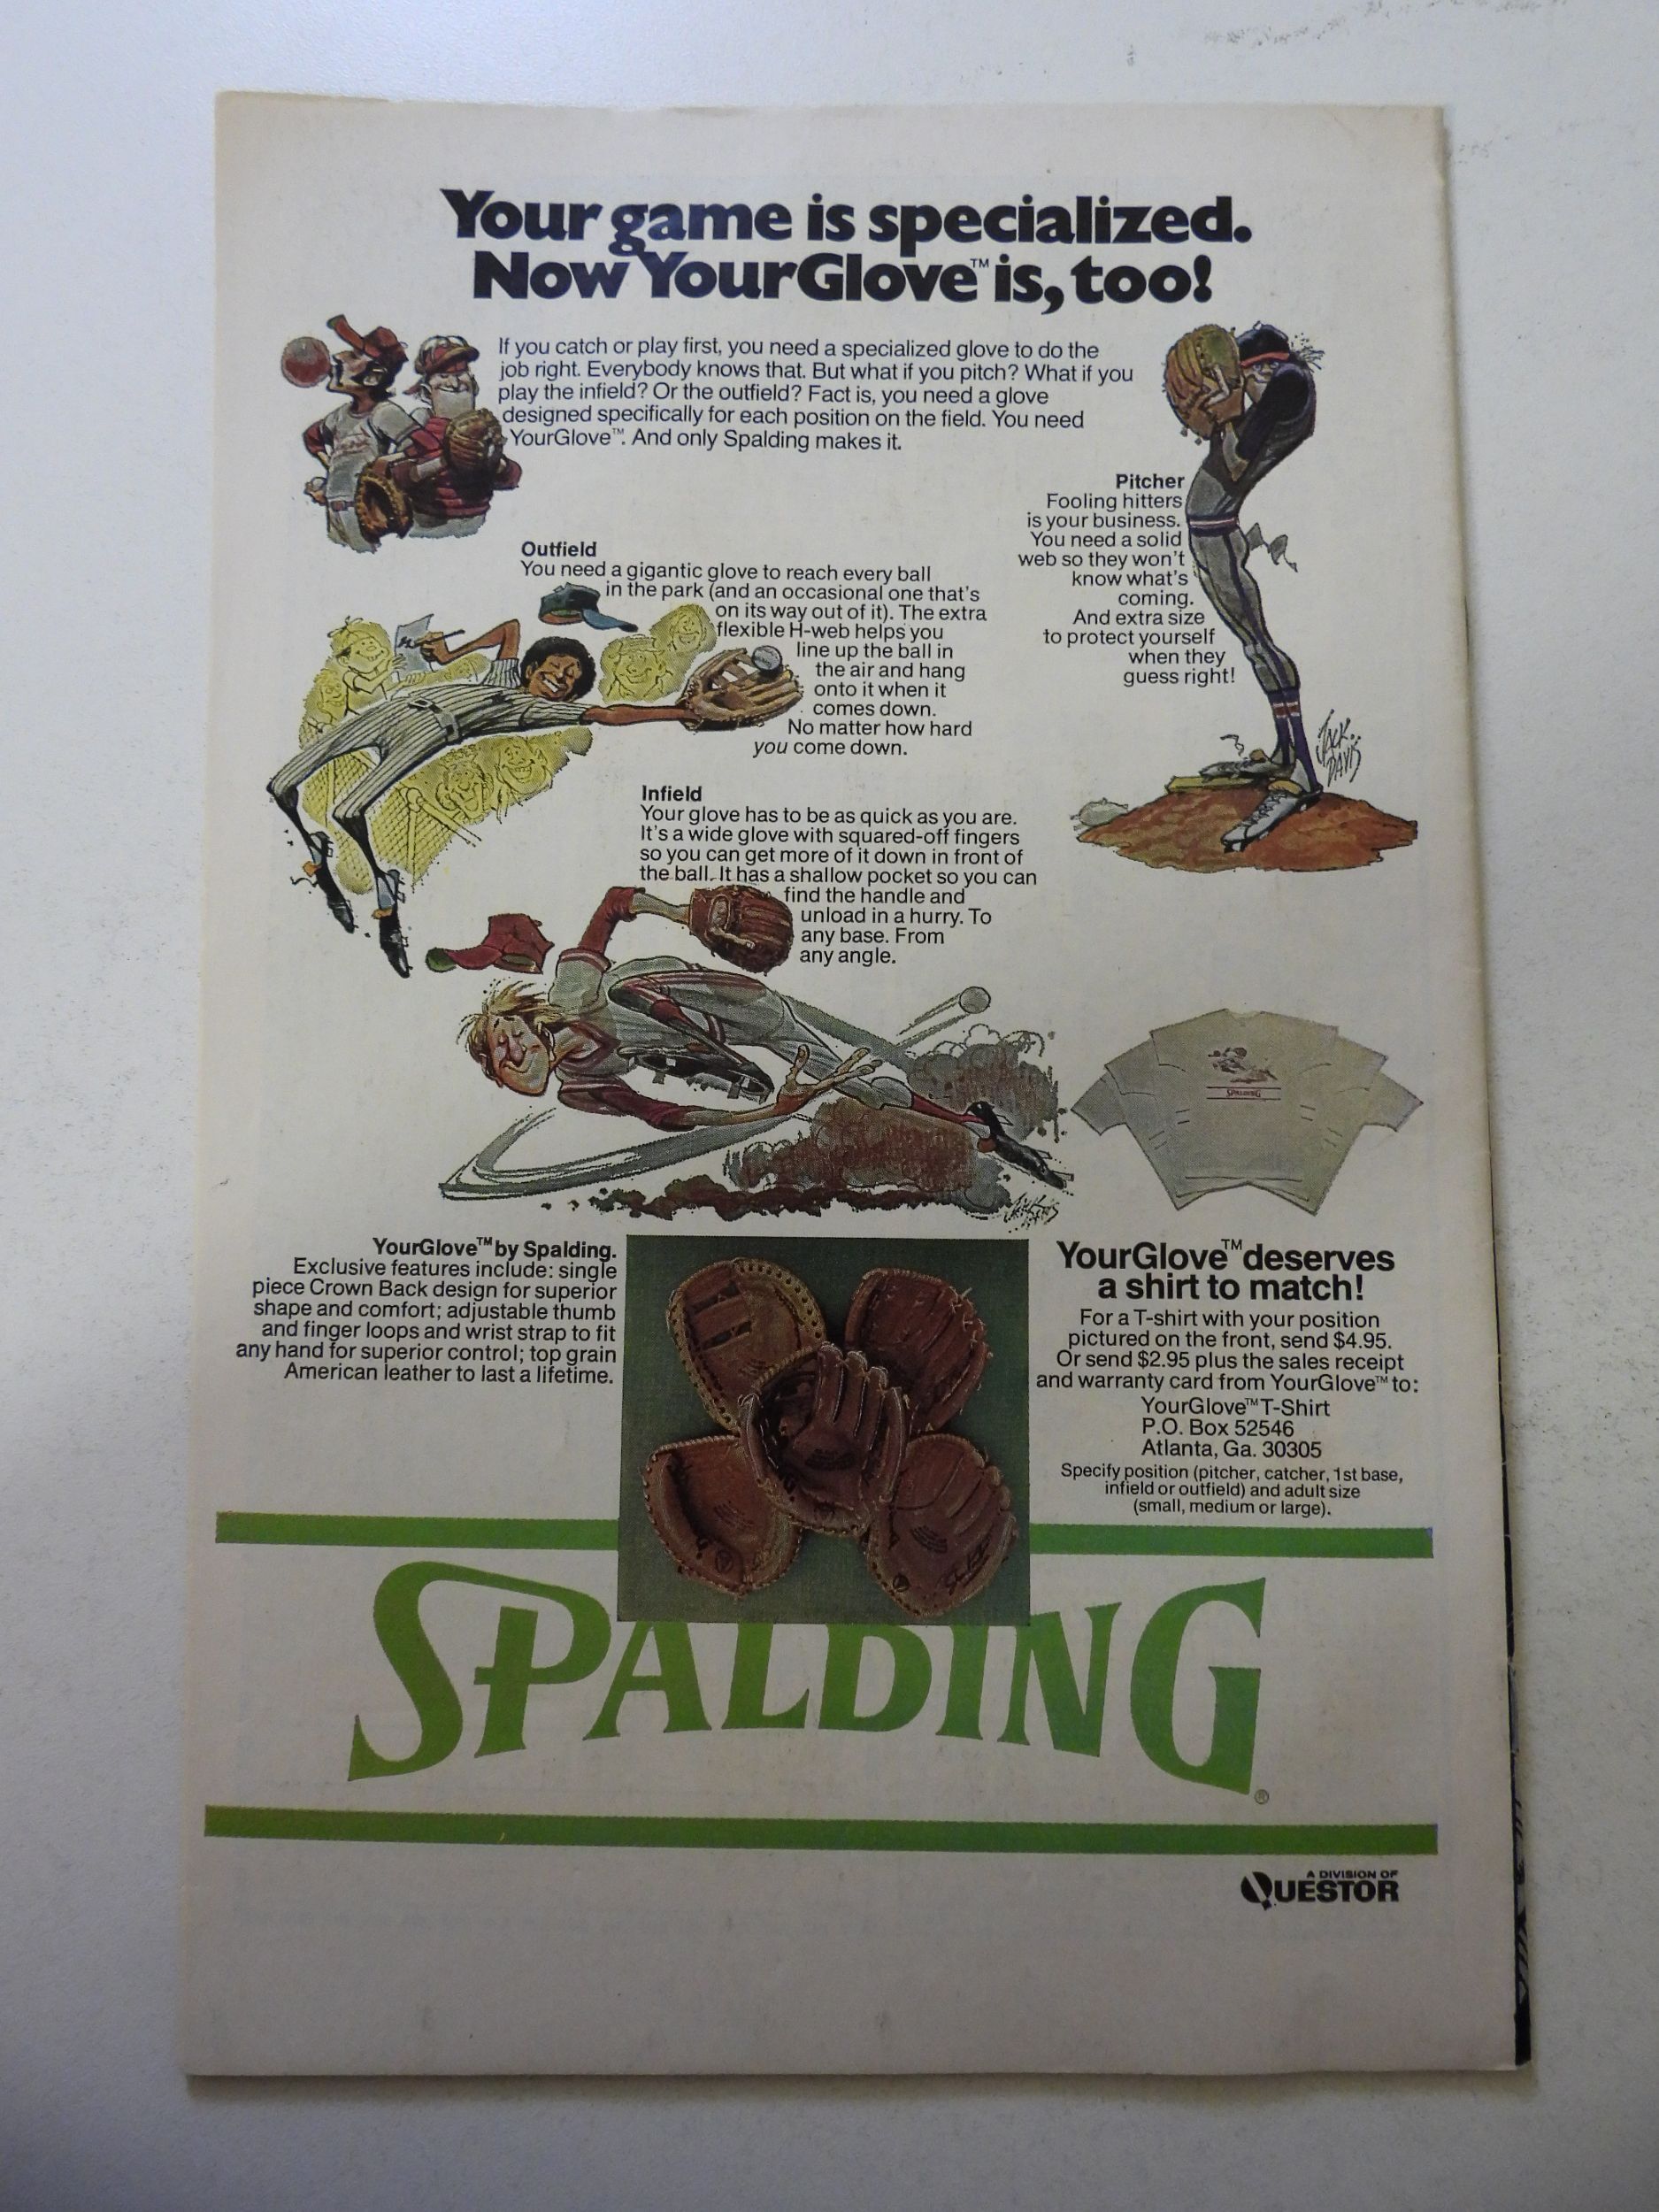 Your game is specialized.
Now YourGlove™ is, too!
If you catch or play first, you need a specialized glove to do the
job right. Everybody knows that. But what if you pitch? What if you
play the infield? Or the outfield? Fact is, you need a glove
designed specifically for each position on the field. You need
YourGlove™. And only Spalding makes it.
Outfield
You need a gigantic glove to reach every ball
in the park (and an occasional one that's
on its way out of it). The extra
flexible H-web helps you
line up the ball in
the air and hang
onto it when it
comes down.
No matter how hard
you come down.
Pitcher
Fooling hitters
is your business.
You need a solid
web so they won't
know what's
coming.
And extra size
to protect yourself
when they
guess right!
JACK
DAVIS
Infield
Your glove has to be as quick as you are.
It's a wide glove with squared-off fingers
so you can get more of it down in front of
the ball. It has a shallow pocket so you can
find the handle and
unload in a hurry. To
any base. From
any angle.
SPALDING
YourGlove™ by Spalding.
Exclusive features include: single
piece Crown Back design for superior
shape and comfort; adjustable thumb
and finger loops and wrist strap to fit
any hand for superior control; top grain
American leather to last a lifetime.
YourGlove™ deserves
a shirt to match!
For a T-shirt with your position
pictured on the front, send $4.95.
Or send $2.95 plus the sales receipt
and warranty card from YourGlove™ to:
YourGlove™ T-Shirt
P.O. Box 52546
Atlanta, Ga. 30305
Specify position (pitcher, catcher, 1st base,
infield or outfield) and adult size
(small, medium or large).
SPALDING®
A DIVISION OF
QUESTOR